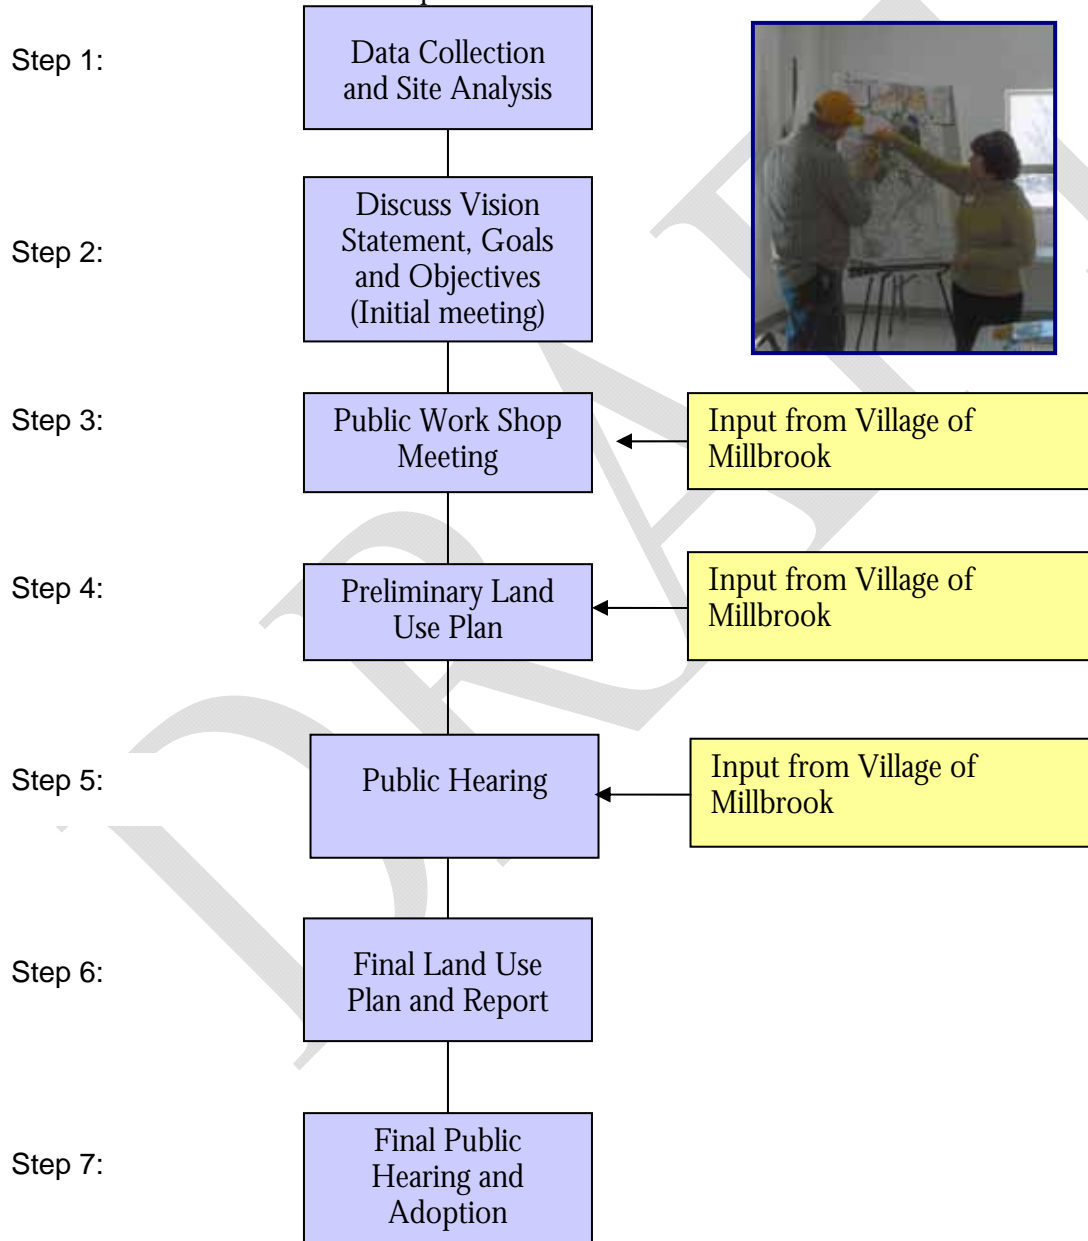 Step 1:
Data Collection
and Site Analysis
Step 2:
Discuss Vision
Statement, Goals
and Objectives
(Initial meeting)
Step 3:
Public Work Shop
Meeting
Input from Village of
Millbrook
Step 4:
Preliminary Land
Use Plan
Input from Village of
Millbrook
Step 5:
Public Hearing
Input from Village of
Millbrook
Step 6:
Final Land Use
Plan and Report
Step 7:
Final Public
Hearing and
Adoption
DRAFT